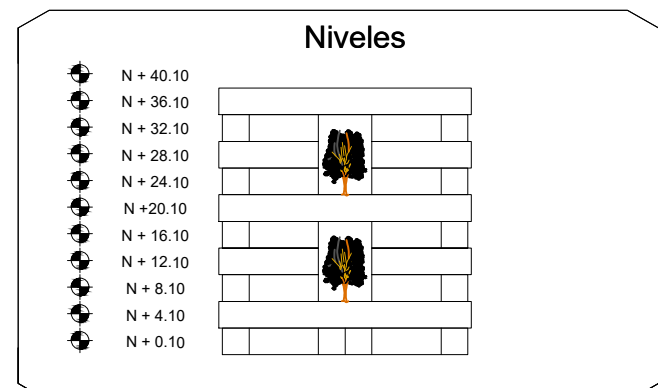 Niveles
N + 40.10
N + 36.10
N + 32.10
N + 28.10
N + 24.10
N +20.10
N + 16.10
N + 12.10
N + 8.10
N + 4.10
N + 0.10